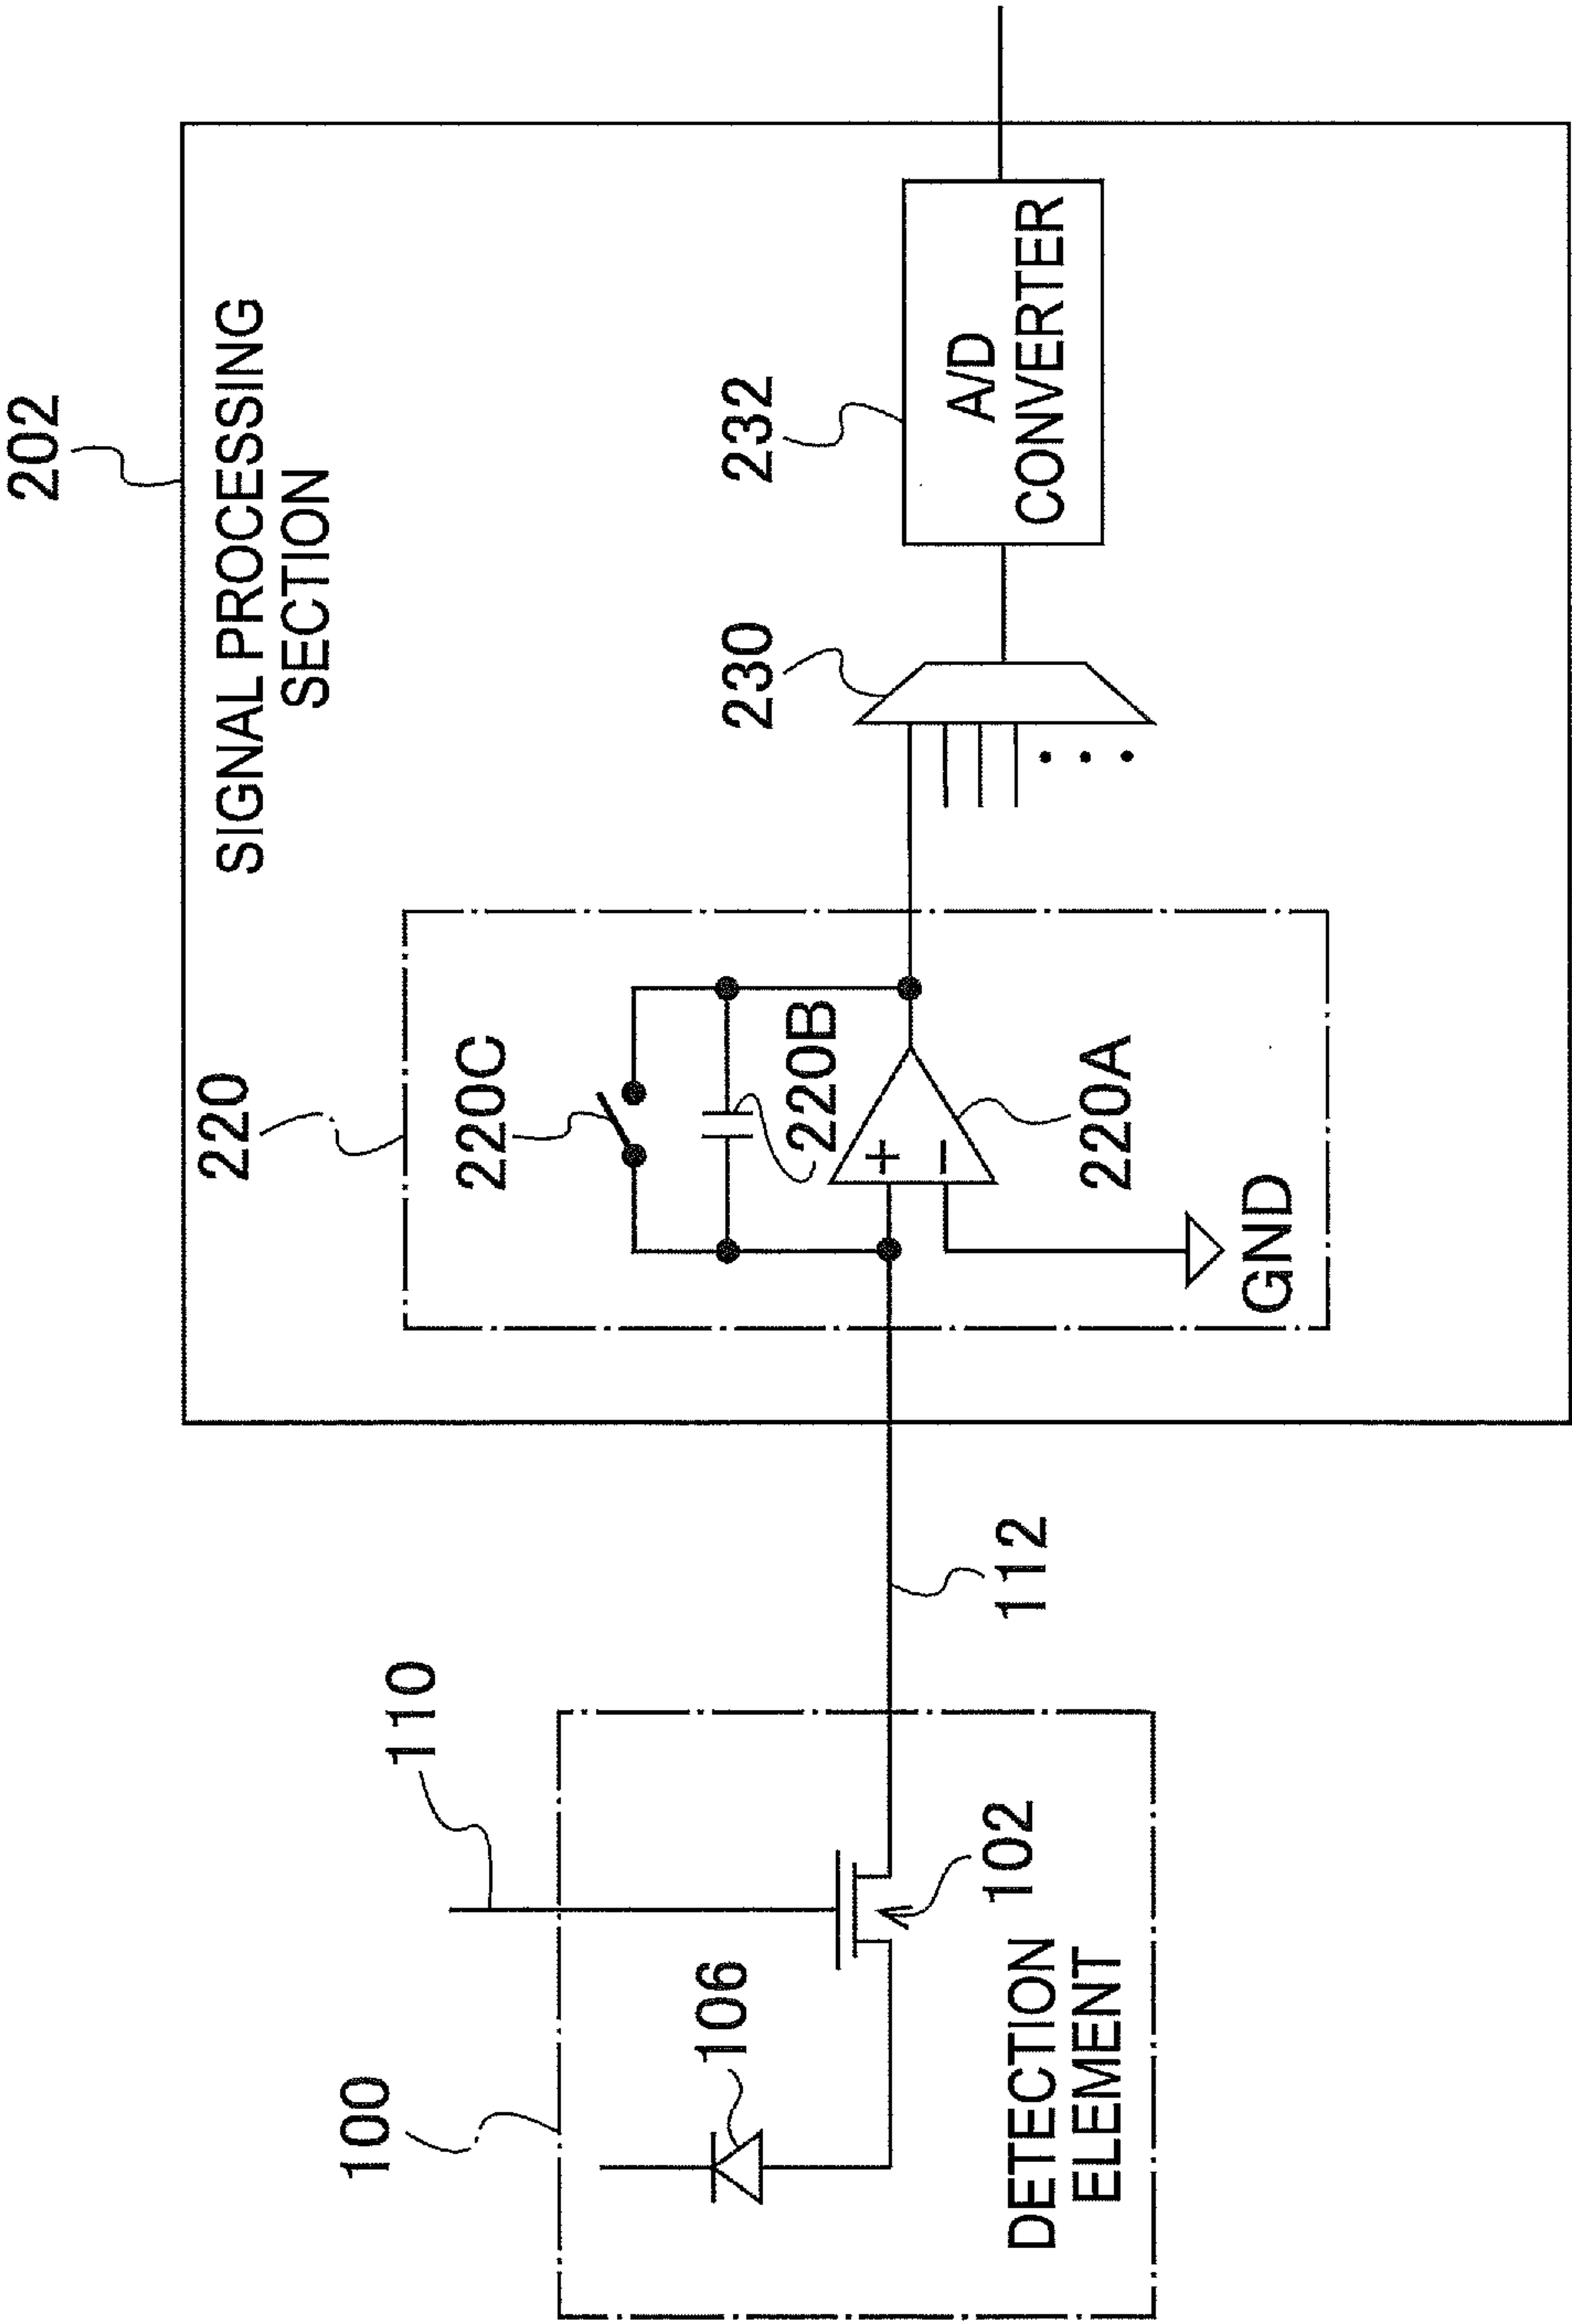 202
SIGNAL PROCESSING
SECTION
220
220C
220B
+
−
220A
GND
230
232
A/D
CONVERTER
110
112
100
106
102
DETECTION
ELEMENT